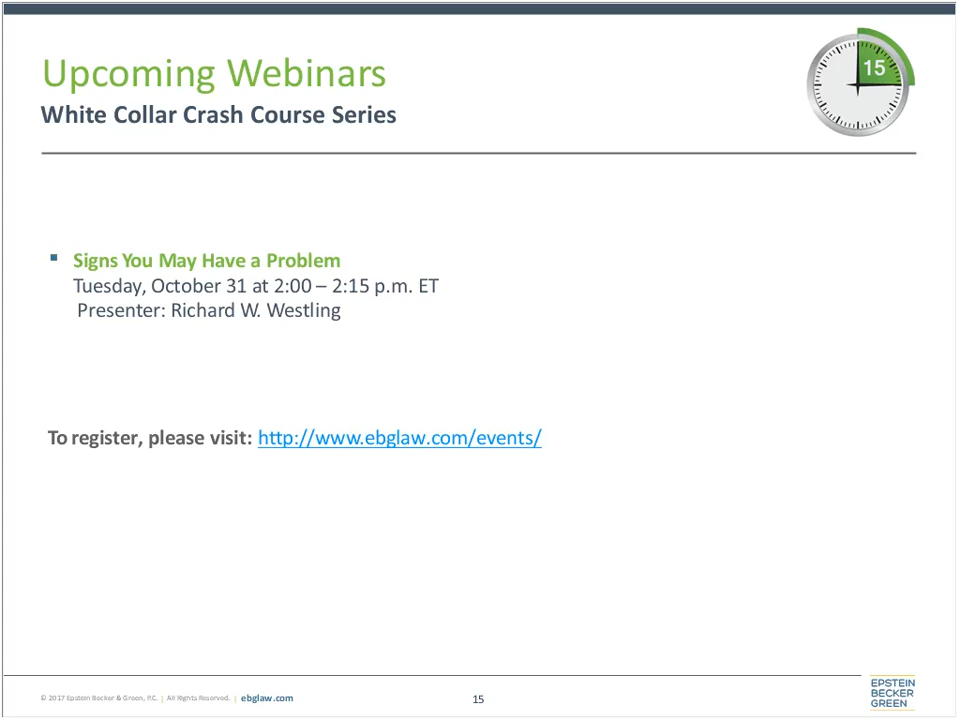 Upcoming Webinars
White Collar Crash Course Series
15
▪ Signs You May Have a Problem
Tuesday, October 31 at 2:00 – 2:15 p.m. ET
Presenter: Richard W. Westling
To register, please visit: http://www.ebglaw.com/events/
© 2017 Epstein Becker & Green, P.C. | All Rights Reserved. | ebglaw.com
15
EPSTEIN
BECKER
GREEN